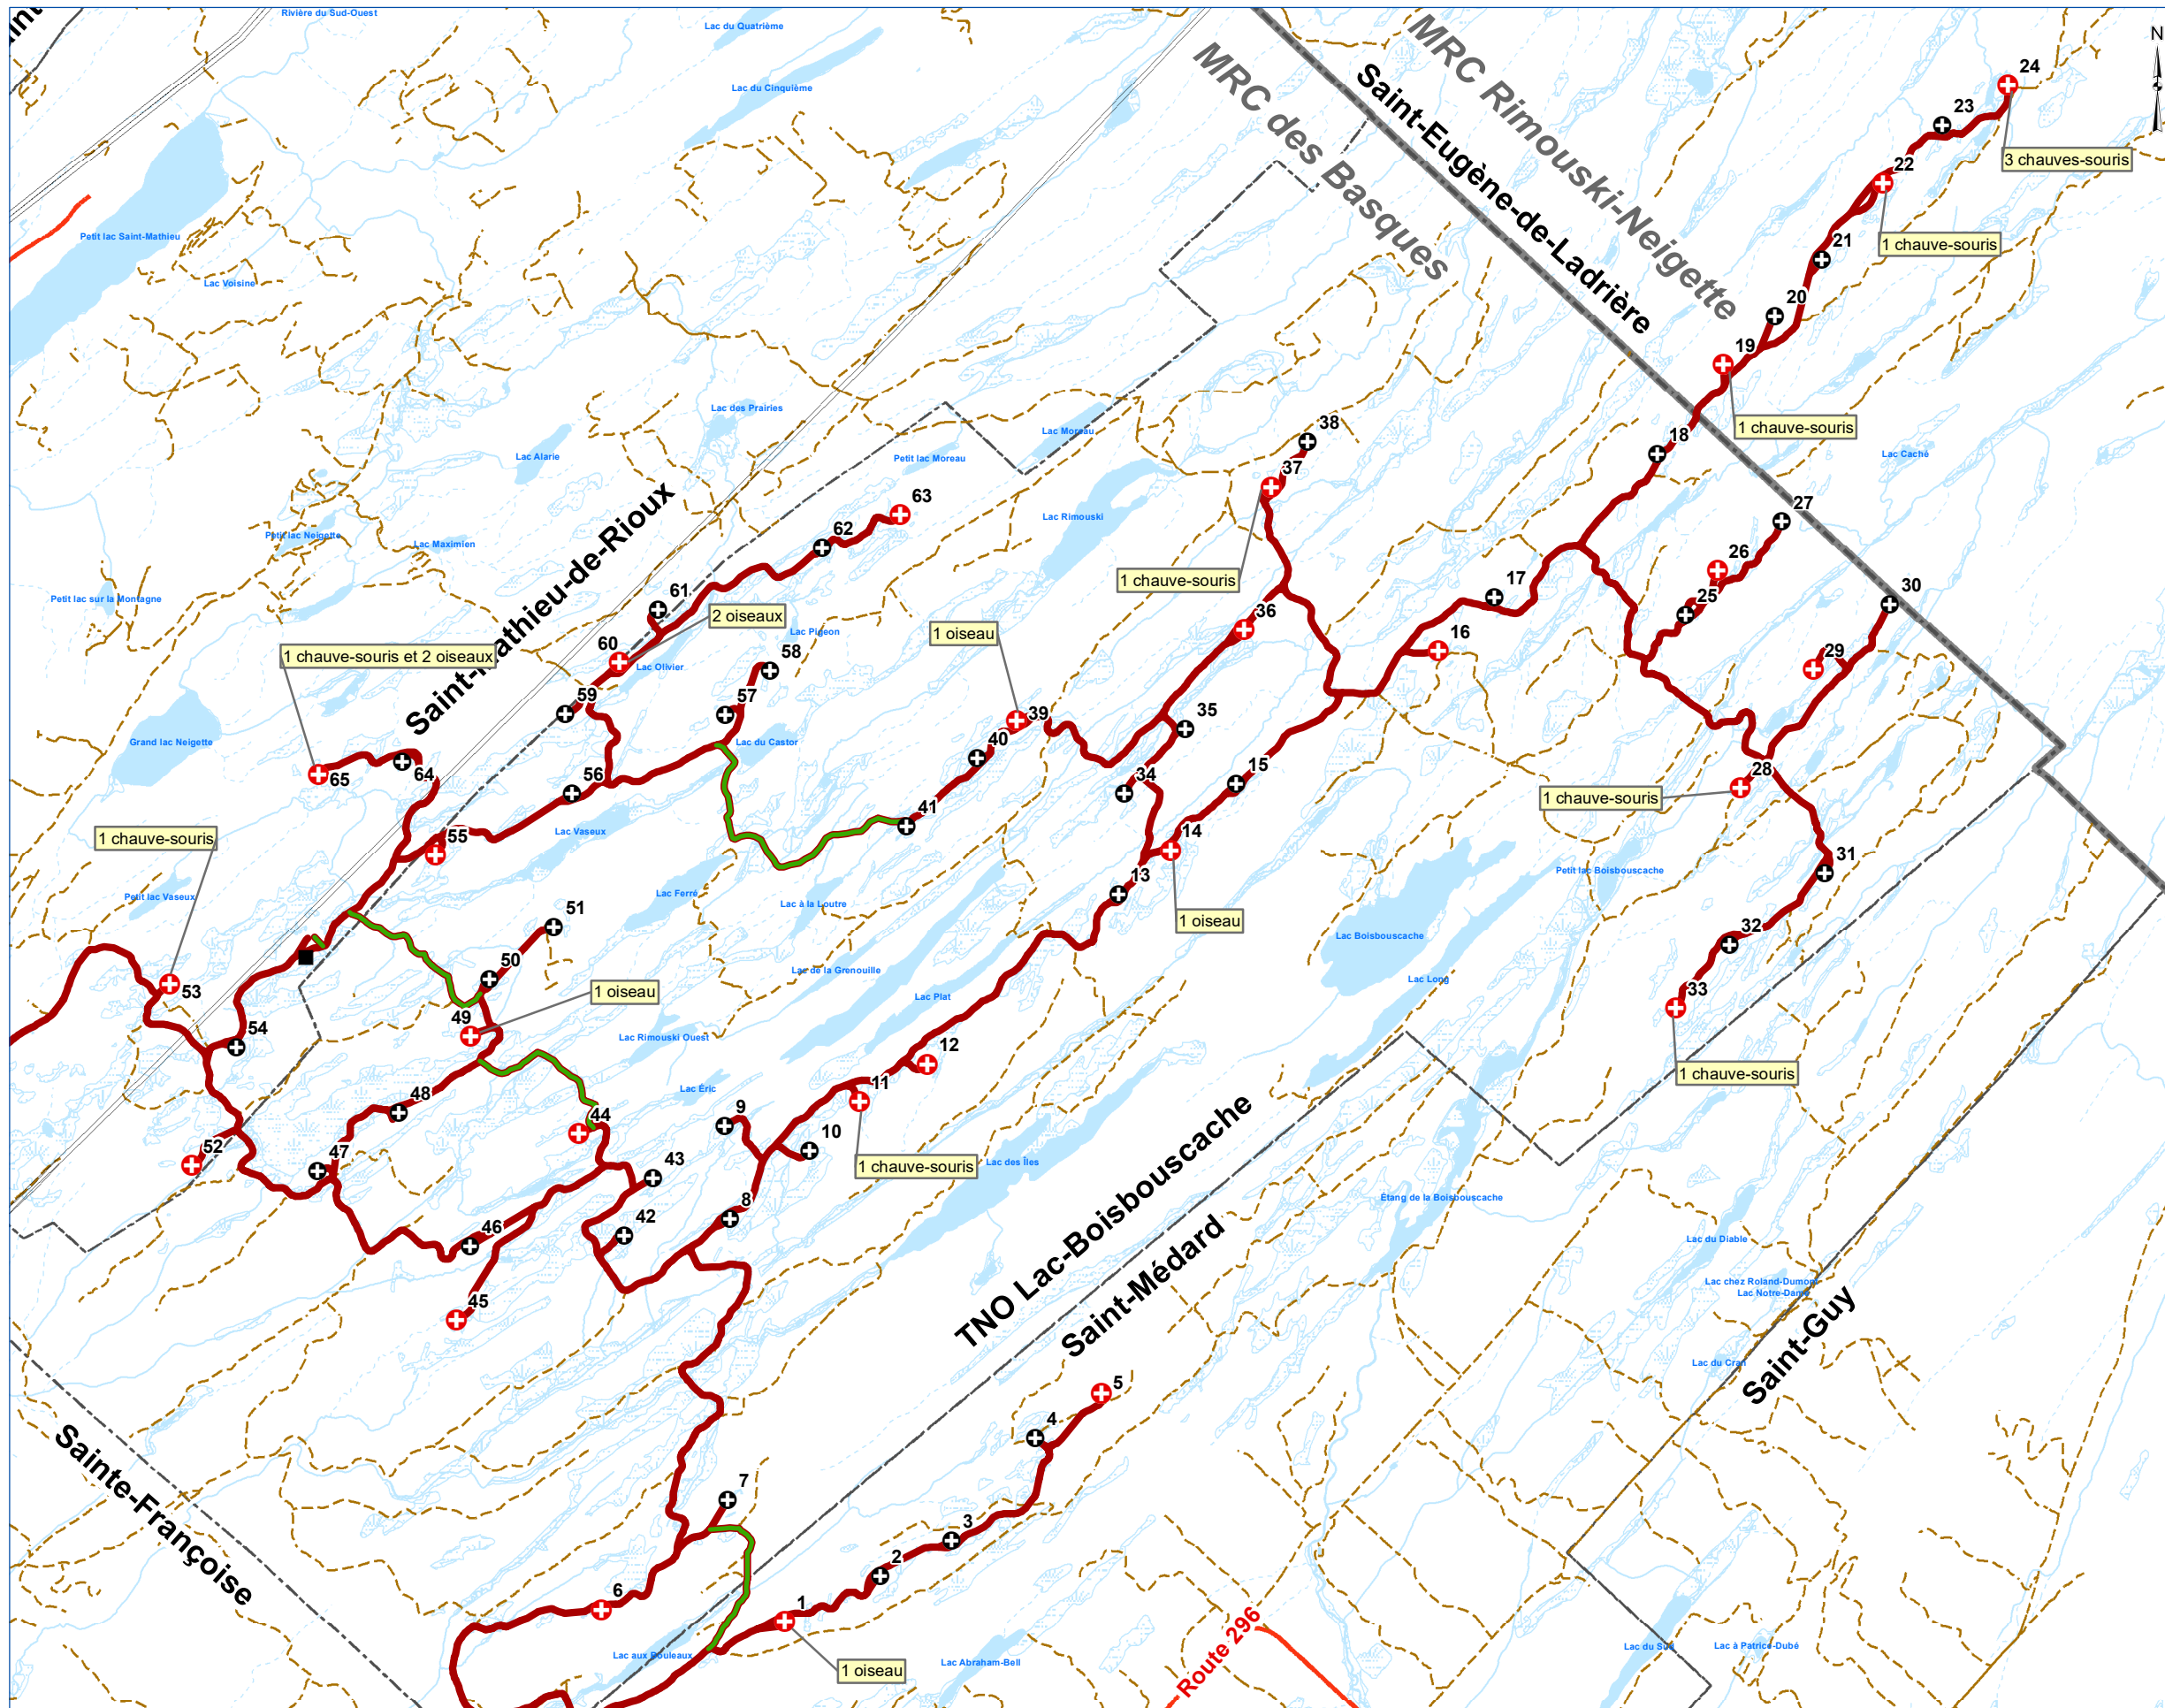 Rivière du Sud-Ouest
Lac du Quatrième
MRC Rimouski-Neigette
N
MRC des Basques
Saint-Eugène-de-Ladrière
24
Lac du Cinquième
23
3 chauves-souris
22
Petit lac Saint-Mathieu
21
1 chauve-souris
Lac Voisine
20
19
Lac des Prairies
38
1 chauve-souris
Lac Moreau
18
Lac Caché
Lac Alarie
Petit lac Moreau
37
63
27
Lac Rimouski
62
Petit lac Neigette
Lac Maximien
26
1 chauve-souris
17
Petit lac sur la Montagne
61
25
30
2 oiseaux
36
Saint-Mathieu-de-Rioux
1 oiseau
Lac Pigeon
16
60
1 chauve-souris et 2 oiseaux
58
29
Lac Olivier
59
57
39
35
Grand lac Neigette
Lac du Castor
40
15
28
65
64
56
34
1 chauve-souris
41
1 chauve-souris
55
Lac Vaseux
14
31
13
Petit lac Boisbouscache
Petit lac Vaseux
Lac Ferré
Lac à la Loutre
51
1 oiseau
32
Lac Boisbouscache
50
Lac de la Grenouille
Lac Long
53
1 oiseau
Lac Plat
33
49
54
Lac Rimouski Ouest
12
1 chauve-souris
48
Lac Éric
11
44
9
TNO Lac-Boisbouscache
52
47
43
10
Lac des Îles
1 chauve-souris
8
Étang de la Boisbouscache
46
42
Saint-Médard
Lac du Diable
Lac chez Roland-Dumont
Lac Notre-Dame
45
Saint-Guy
Lac du Cran
5
4
Sainte-Françoise
7
3
2
6
1
Route 296
Lac du Sud
Lac à Patrice-Dubé
Lac aux Bouleaux
1 oiseau
Lac Abraham-Bell